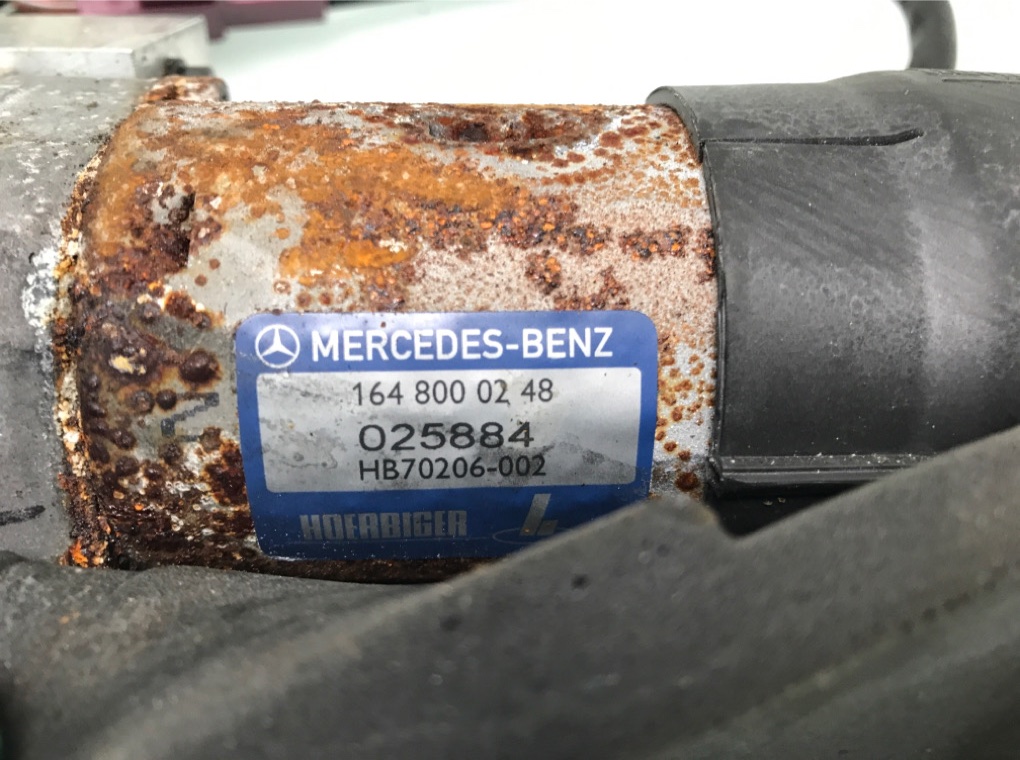 MERCEDES-BENZ
164 800 02 48
025884
HB70206-002
HOERBIGER